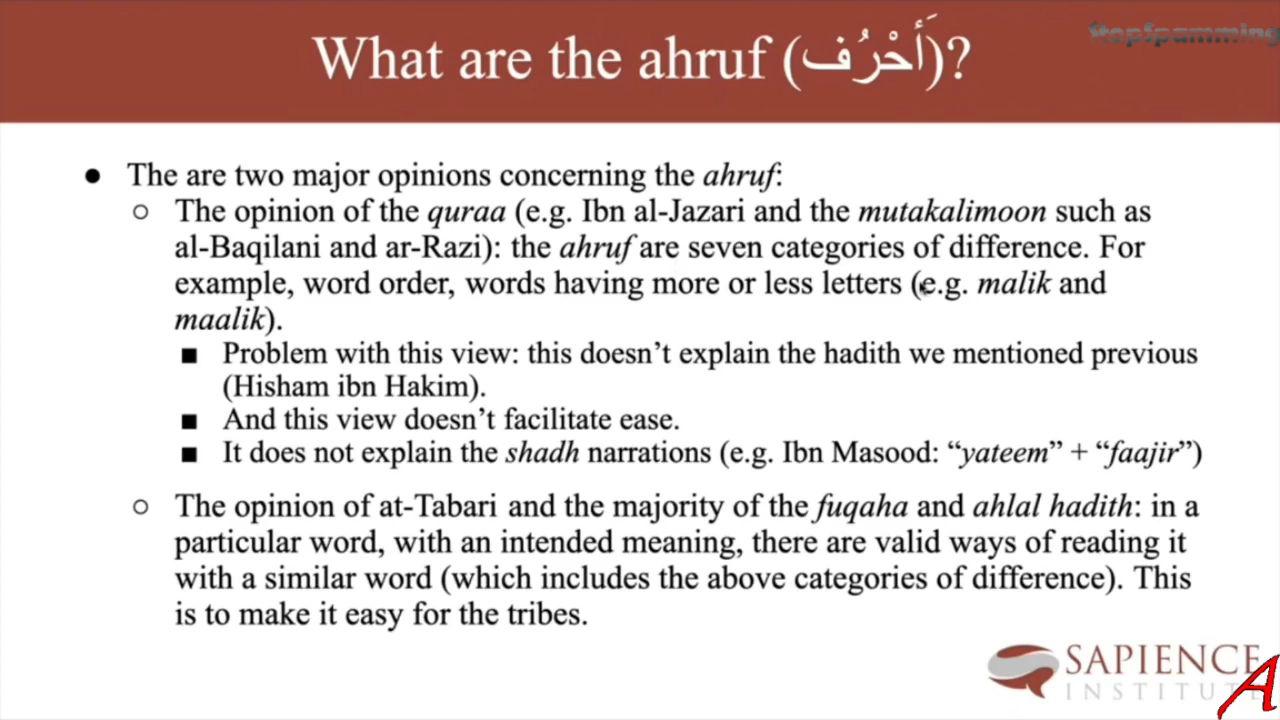 What are the ahruf (أَحْرُف)?
StopSpamming
● The are two major opinions concerning the ahruf:
○ The opinion of the quraa (e.g. Ibn al-Jazari and the mutakalimoon such as
al-Baqilani and ar-Razi): the ahruf are seven categories of difference. For
example, word order, words having more or less letters (e.g. malik and
maalik).
■ Problem with this view: this doesn’t explain the hadith we mentioned previous
(Hisham ibn Hakim).
■ And this view doesn’t facilitate ease.
■ It does not explain the shadh narrations (e.g. Ibn Masood: “yateem” + “faajir”)
○ The opinion of at-Tabari and the majority of the fuqaha and ahlal hadith: in a
particular word, with an intended meaning, there are valid ways of reading it
with a similar word (which includes the above categories of difference). This
is to make it easy for the tribes.
SAPIENCE
INSTITUTE
A